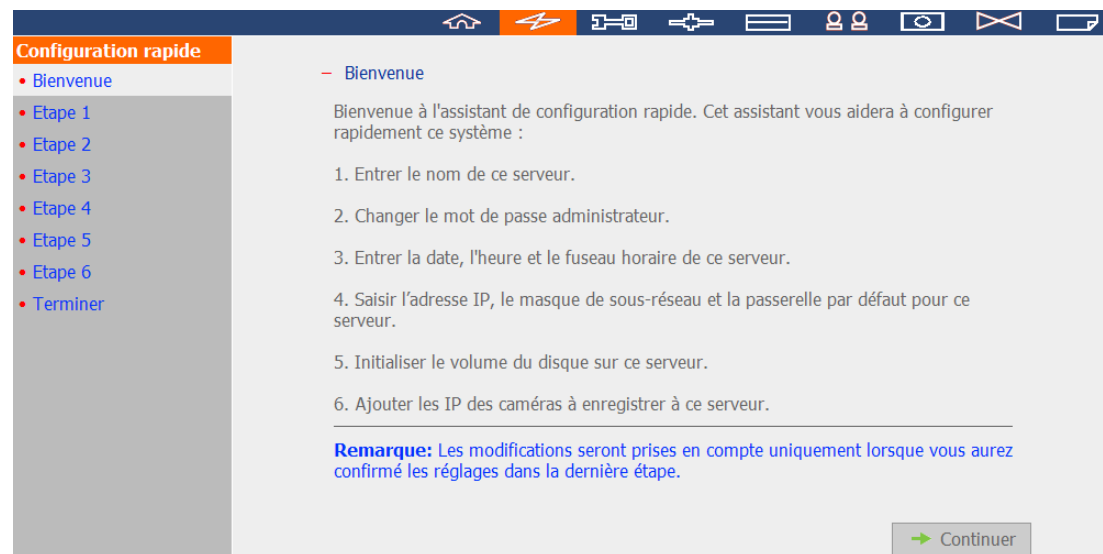 Configuration rapide
• Bienvenue
• Etape 1
• Etape 2
• Etape 3
• Etape 4
• Etape 5
• Etape 6
• Terminer
– Bienvenue
Bienvenue à l'assistant de configuration rapide. Cet assistant vous aidera à configurer
rapidement ce système :
1. Entrer le nom de ce serveur.
2. Changer le mot de passe administrateur.
3. Entrer la date, l'heure et le fuseau horaire de ce serveur.
4. Saisir l’adresse IP, le masque de sous-réseau et la passerelle par défaut pour ce
serveur.
5. Initialiser le volume du disque sur ce serveur.
6. Ajouter les IP des caméras à enregistrer à ce serveur.
Remarque: Les modifications seront prises en compte uniquement lorsque vous aurez
confirmé les réglages dans la dernière étape.
Continuer